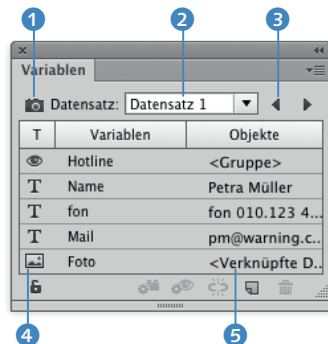 1 2 3
Variablen
Datensatz: Datensatz 1
T Variablen Objekte
Hotline <Gruppe>
T Name Petra Müller
T fon fon 010.123 4...
T Mail pm@warning.c...
Foto <Verknüpfte D...
4 5